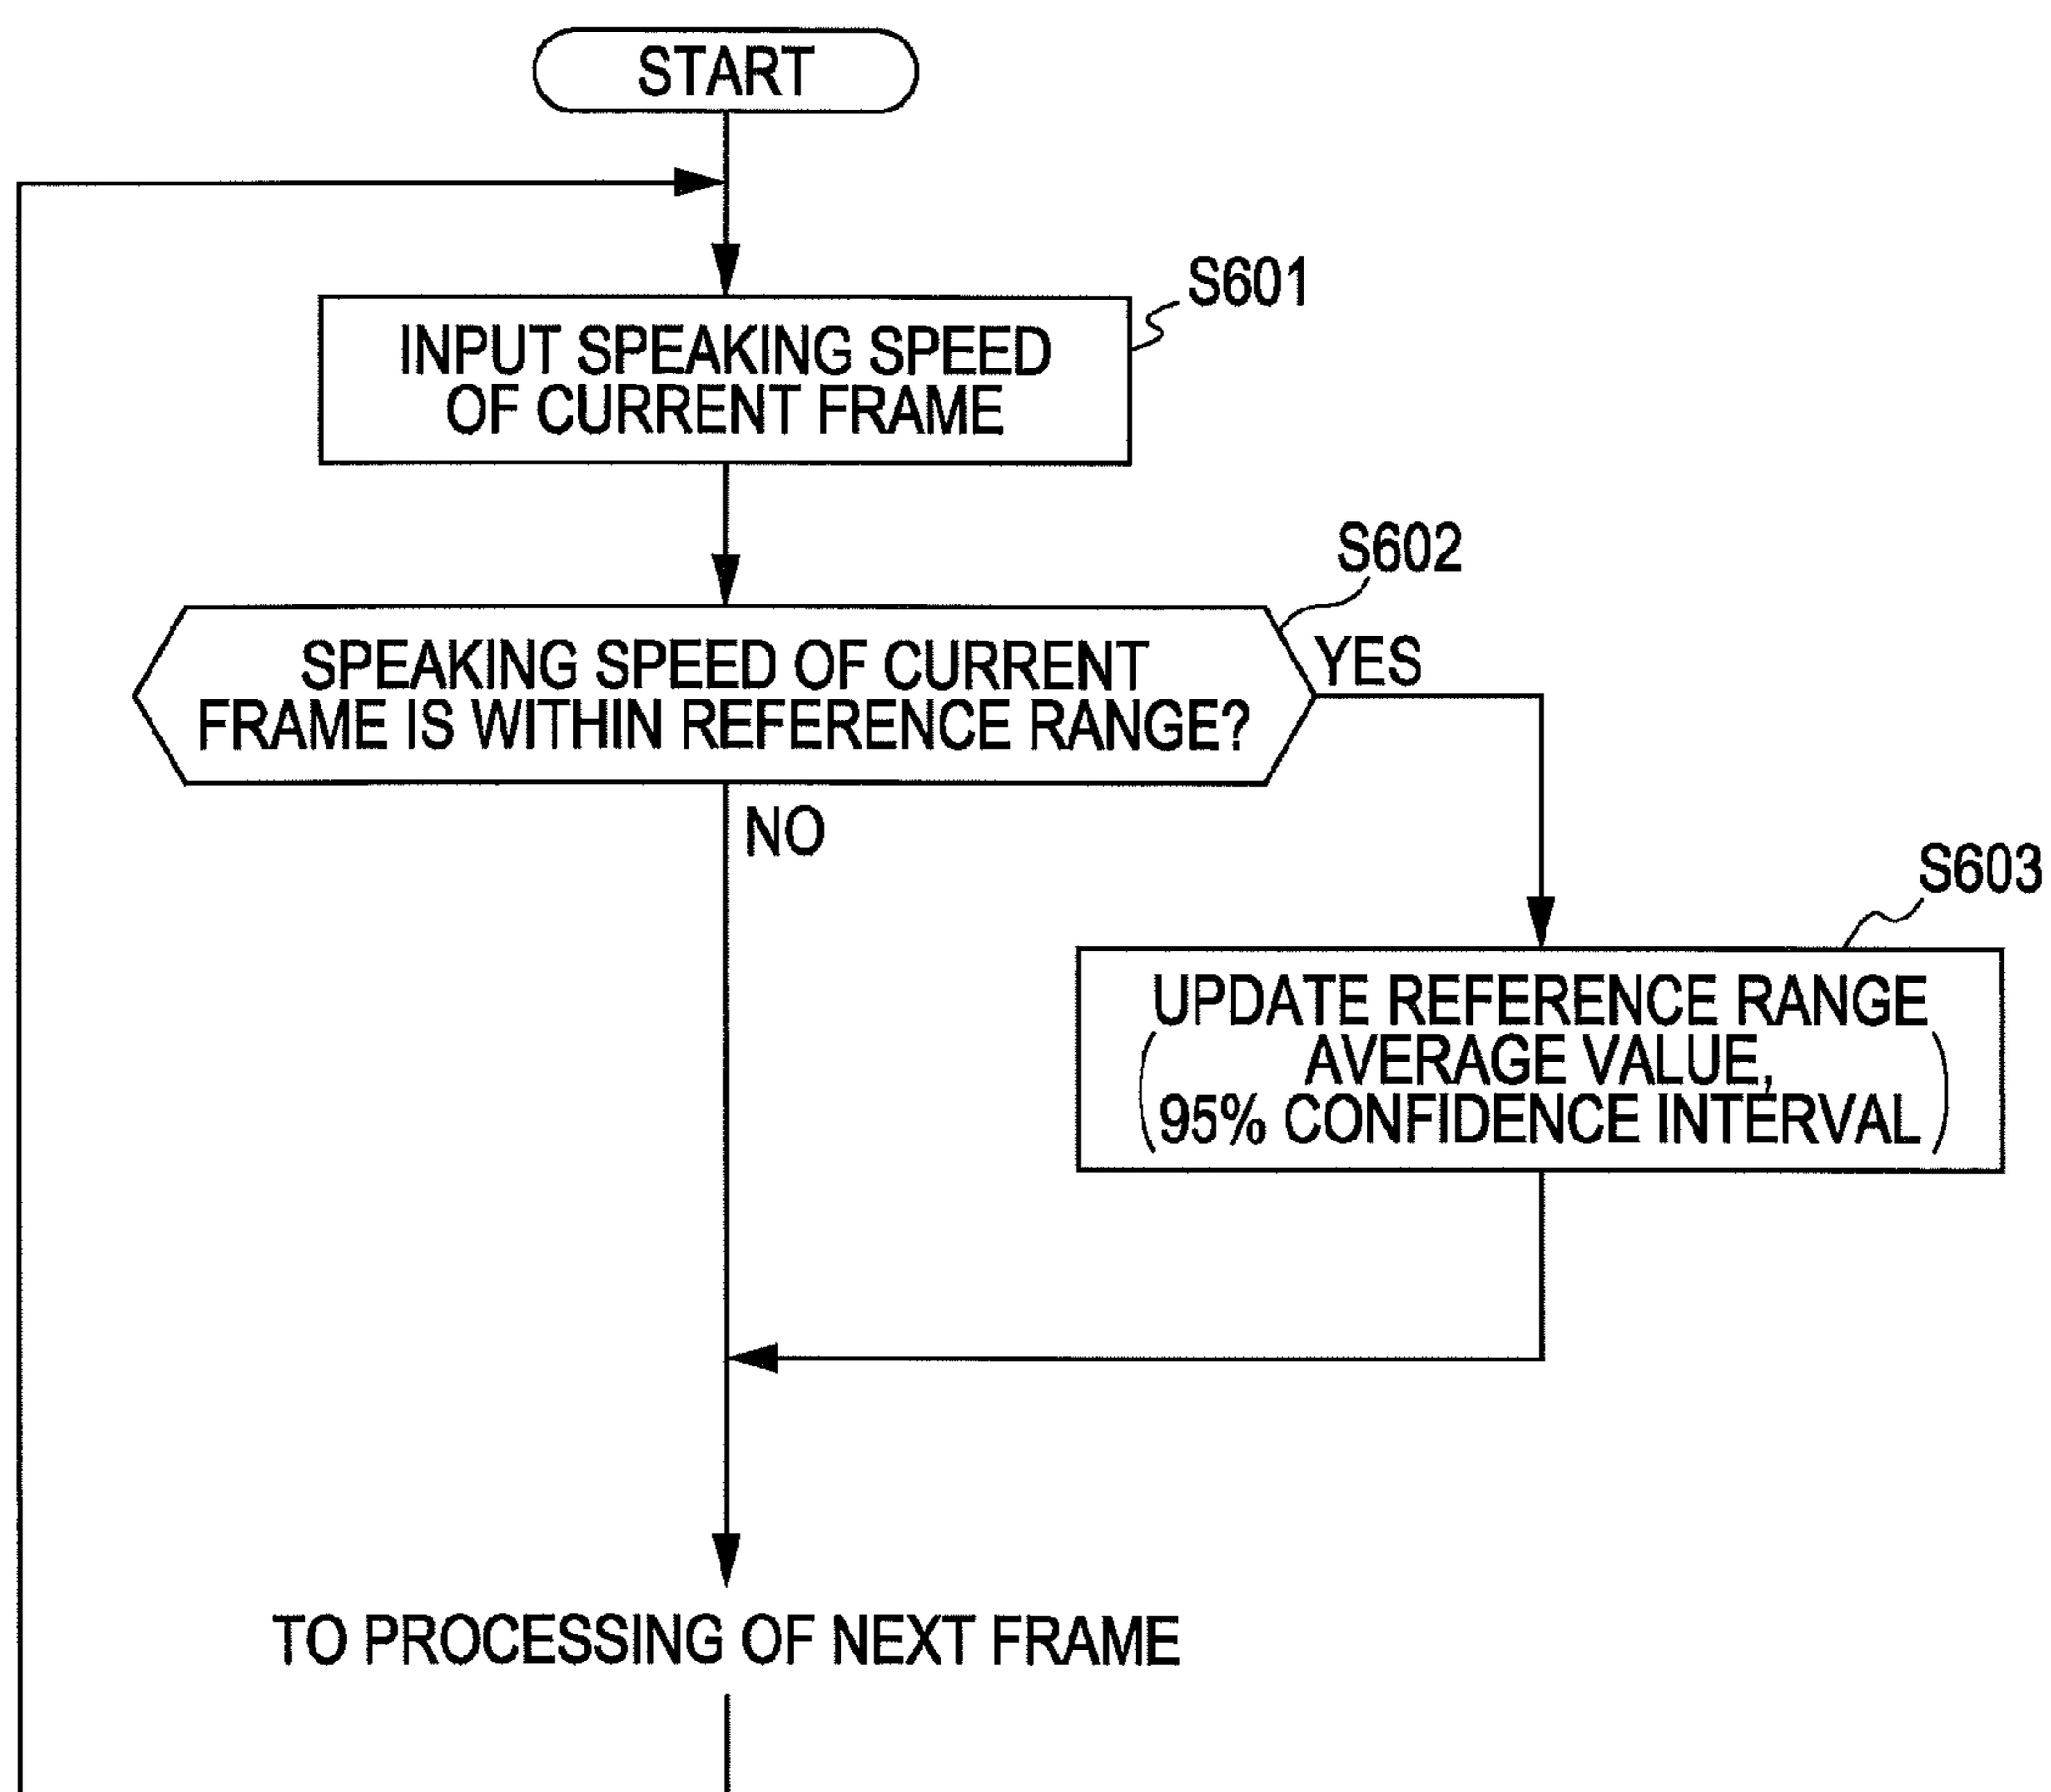 START
S601
INPUT SPEAKING SPEED
OF CURRENT FRAME
S602
SPEAKING SPEED OF CURRENT
FRAME IS WITHIN REFERENCE RANGE?
YES
NO
S603
UPDATE REFERENCE RANGE
(AVERAGE VALUE,
95% CONFIDENCE INTERVAL)
TO PROCESSING OF NEXT FRAME